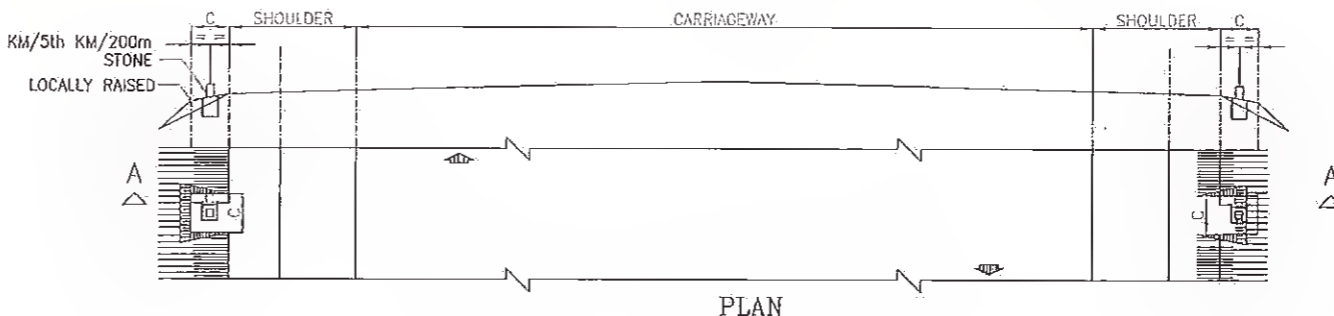 C SHOULDER CARRIAGEWAY SHOULDER C
KM/5th KM/200m
STONE
LOCALLY RAISED
A A
C C
PLAN